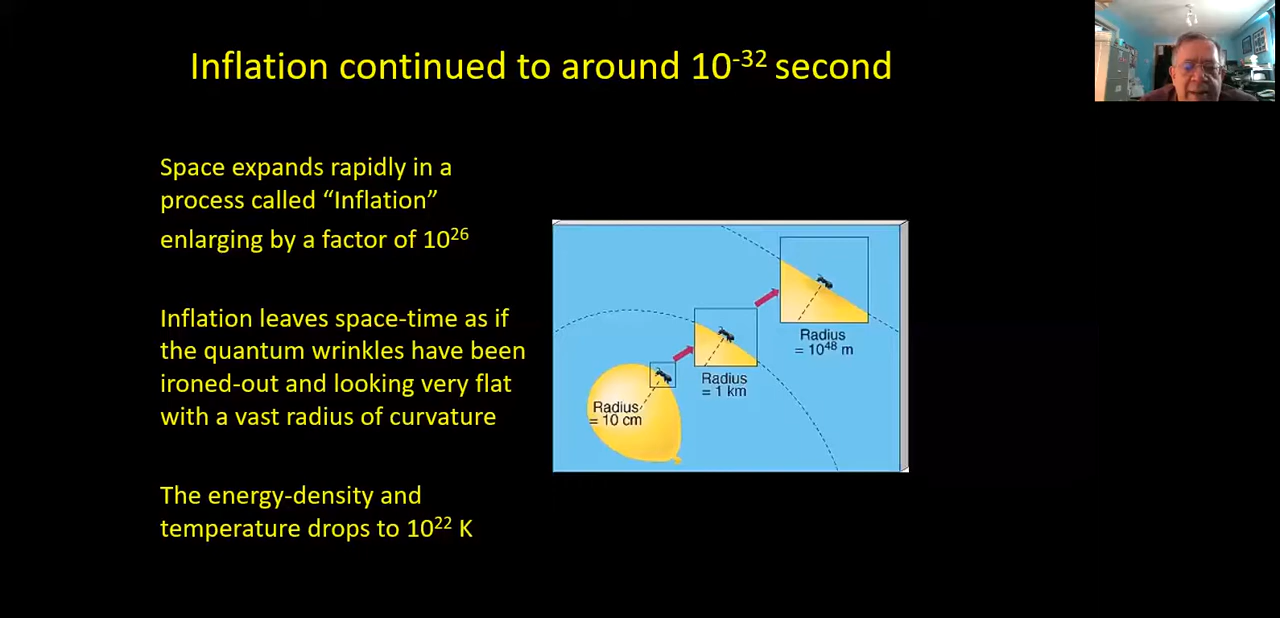 Inflation continued to around 10⁻³² second
Space expands rapidly in a
process called “Inflation”
enlarging by a factor of 10²⁶
Inflation leaves space-time as if
the quantum wrinkles have been
ironed-out and looking very flat
with a vast radius of curvature
The energy-density and
temperature drops to 10²² K
Radius
= 10 cm
Radius
= 1 km
Radius
= 10⁴⁸ m